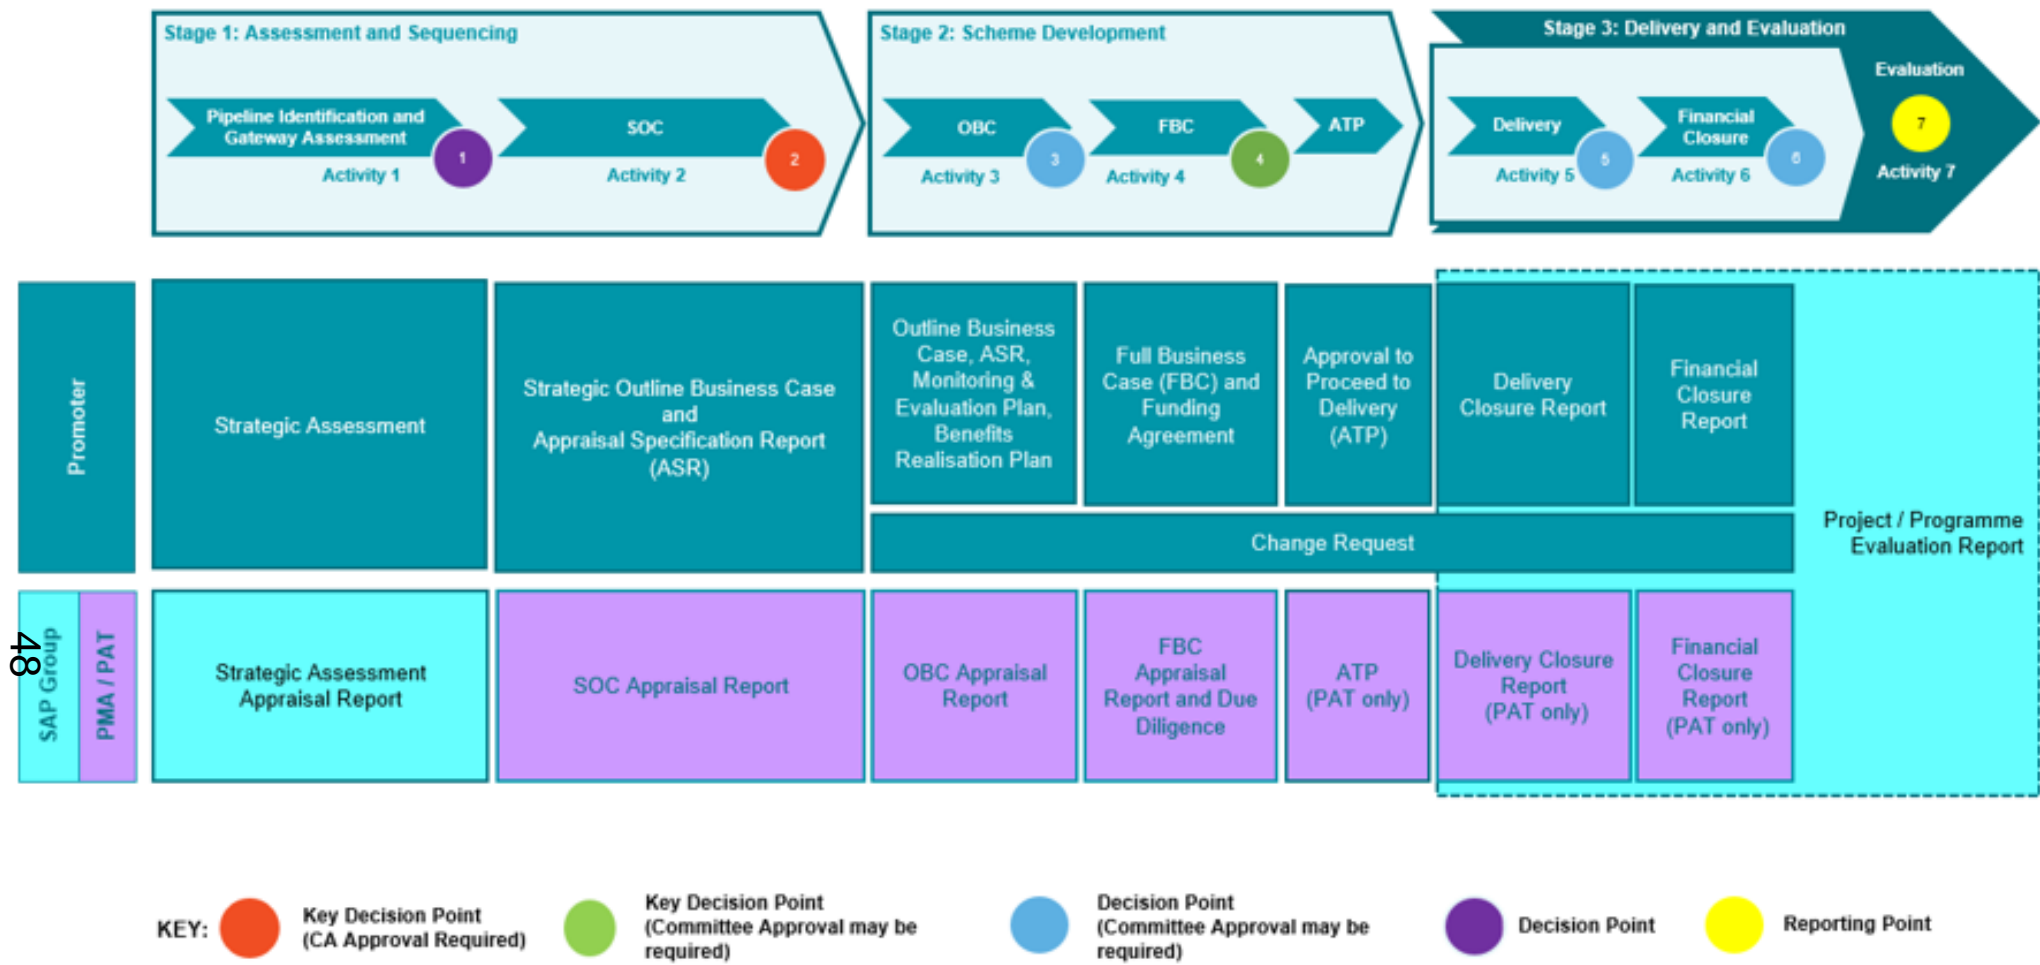 Stage 1: Assessment and Sequencing
Pipeline Identification and
Gateway Assessment
Activity 1
1
SOC
Activity 2
2
Stage 2: Scheme Development
OBC
Activity 3
3
FBC
Activity 4
4
ATP
Stage 3: Delivery and Evaluation
Delivery
Activity 5
5
Financial
Closure
Activity 6
6
Evaluation
7
Activity 7
Promoter
Strategic Assessment
Strategic Outline Business Case
and
Appraisal Specification Report
(ASR)
Outline Business
Case, ASR,
Monitoring &
Evaluation Plan,
Benefits
Realisation Plan
Full Business
Case (FBC) and
Funding
Agreement
Approval to
Proceed to
Delivery
(ATP)
Delivery
Closure Report
Financial
Closure
Report
Change Request
Project / Programme
Evaluation Report
48
SAP Group
PMA / PAT
Strategic Assessment
Appraisal Report
SOC Appraisal Report
OBC Appraisal
Report
FBC
Appraisal
Report and Due
Diligence
ATP
(PAT only)
Delivery Closure
Report
(PAT only)
Financial
Closure
Report
(PAT only)
KEY:
Key Decision Point
(CA Approval Required)
Key Decision Point
(Committee Approval may be
required)
Decision Point
(Committee Approval may be
required)
Decision Point
Reporting Point